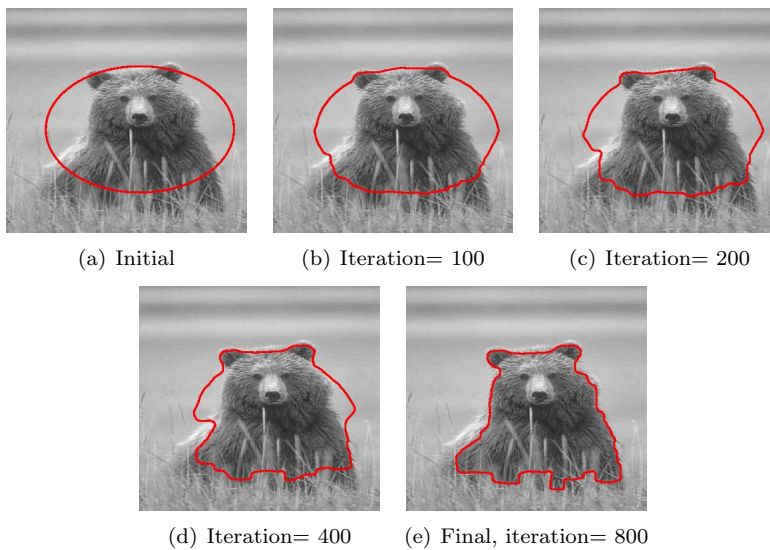 (a) Initial
(b) Iteration= 100
(c) Iteration= 200
(d) Iteration= 400
(e) Final, iteration= 800